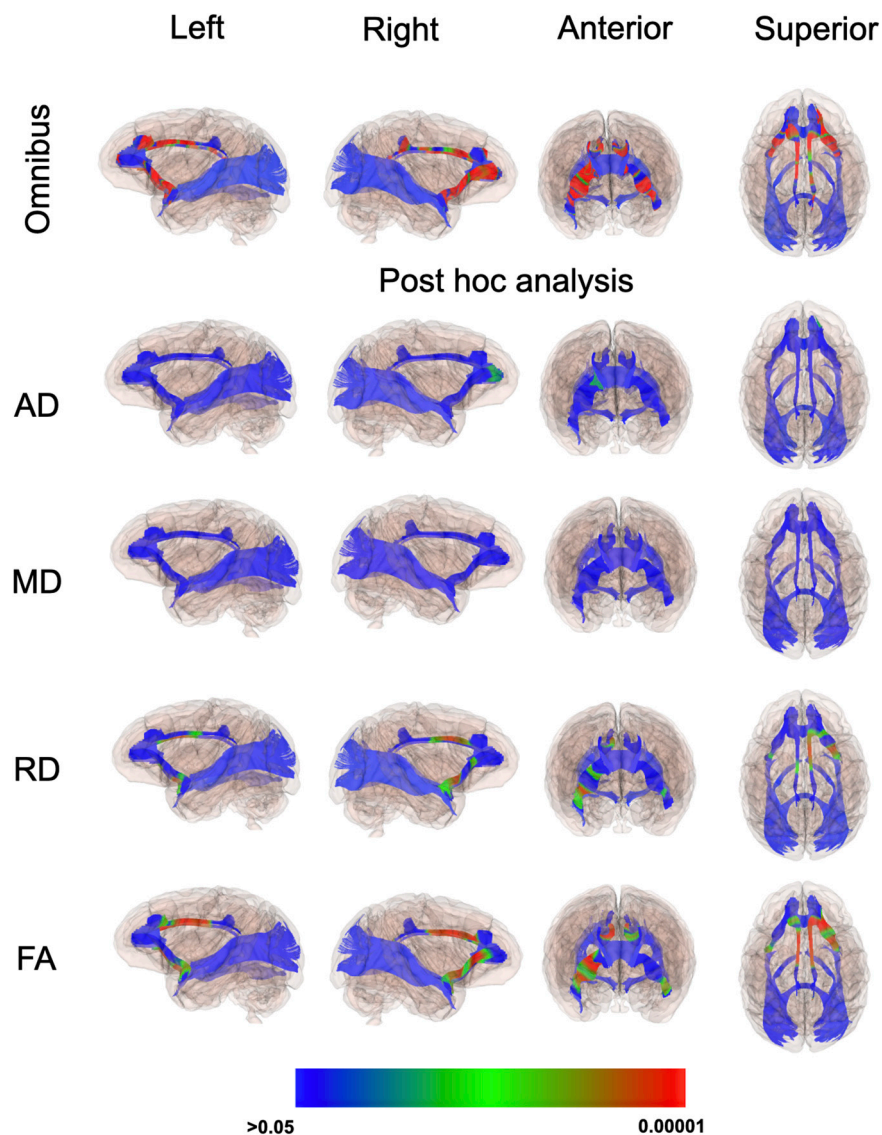 Left Right Anterior Superior
Omnibus
Post hoc analysis
AD
MD
RD
FA
>0.05 0.00001